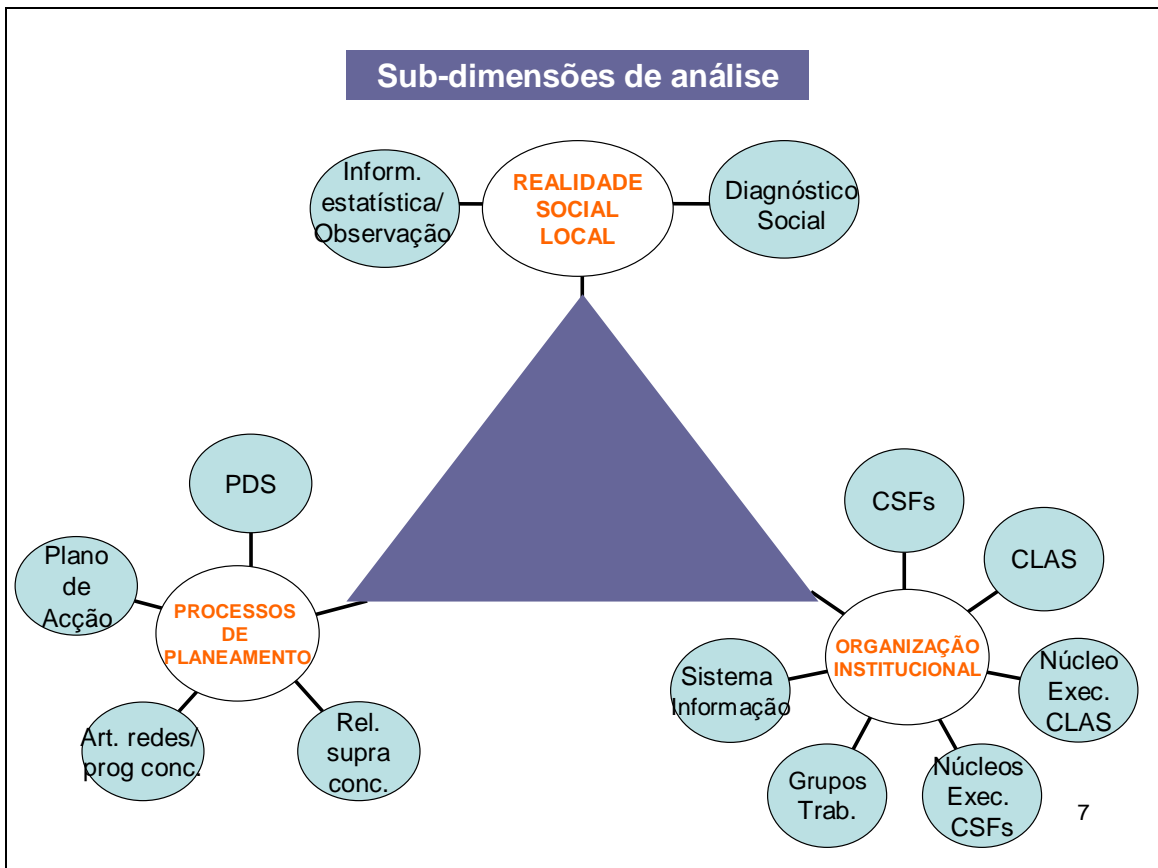 Sub-dimensões de análise
Inform.
estatística/
Observação
REALIDADE
SOCIAL
LOCAL
Diagnóstico
Social
PDS
Plano
de
Acção
PROCESSOS
DE
PLANEAMENTO
Art. redes/
prog conc.
Rel.
supra
conc.
CSFs
CLAS
ORGANIZAÇÃO
INSTITUCIONAL
Sistema
Informação
Núcleo
Exec.
CLAS
Grupos
Trab.
Núcleos
Exec.
CSFs
7